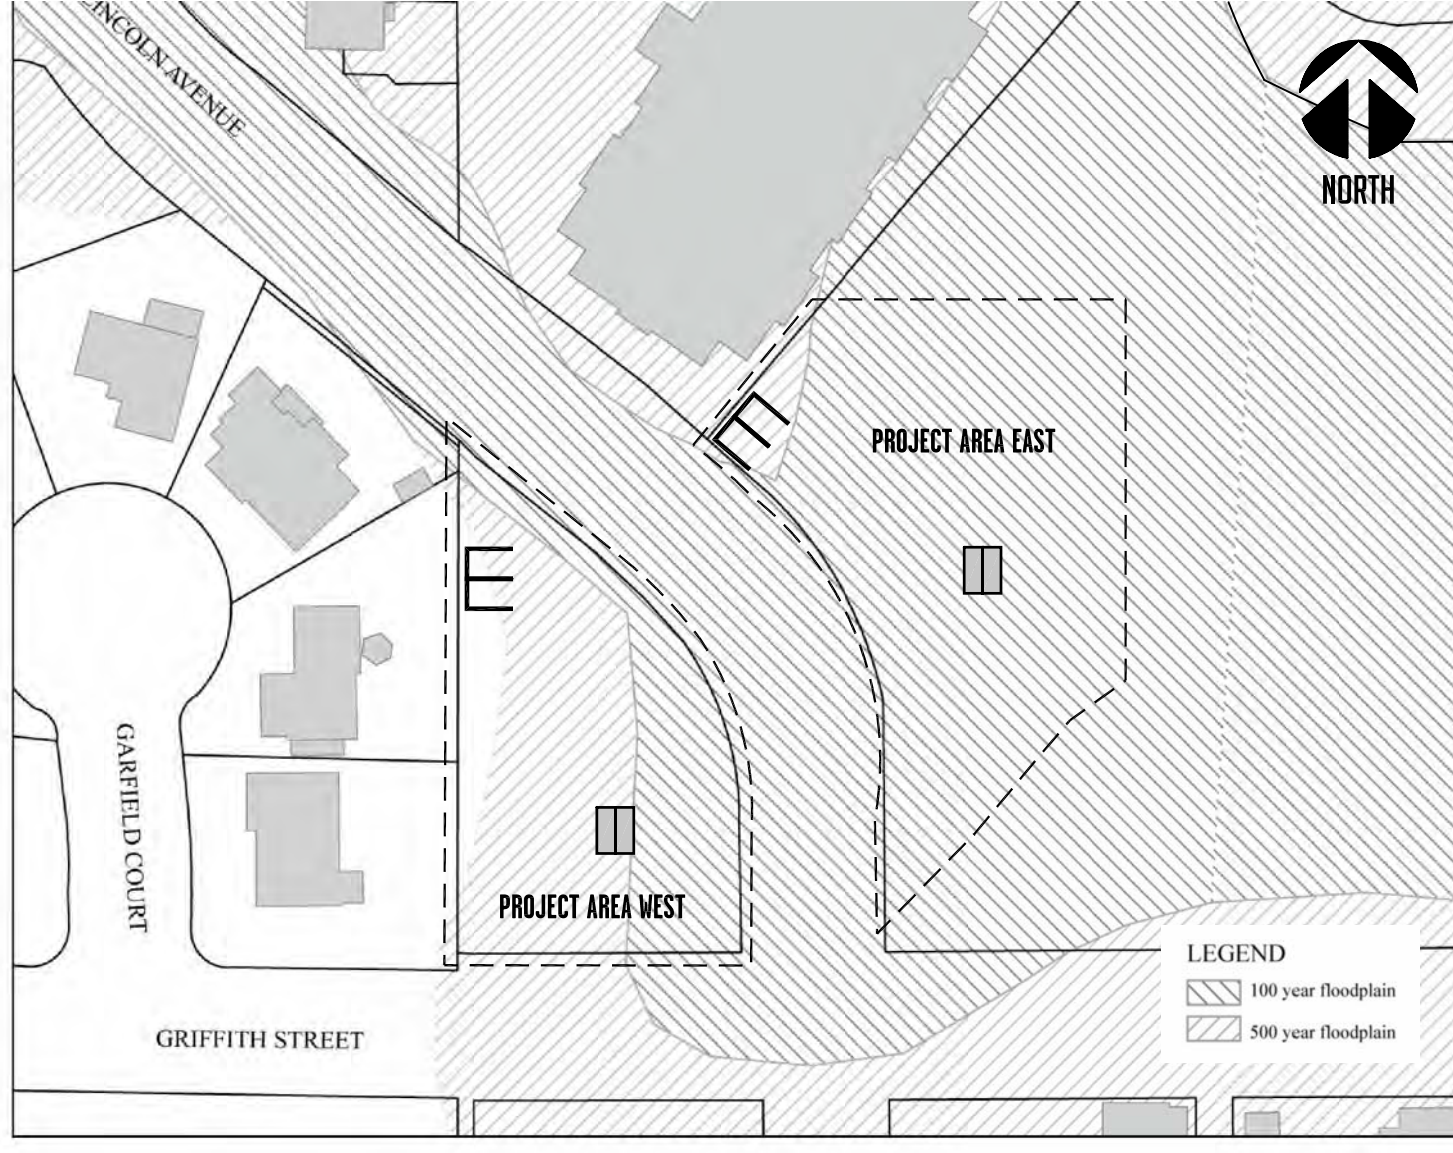 LINCOLN AVENUE
NORTH
PROJECT AREA EAST
GARFIELD COURT
PROJECT AREA WEST
LEGEND
100 year floodplain
500 year floodplain
GRIFFITH STREET